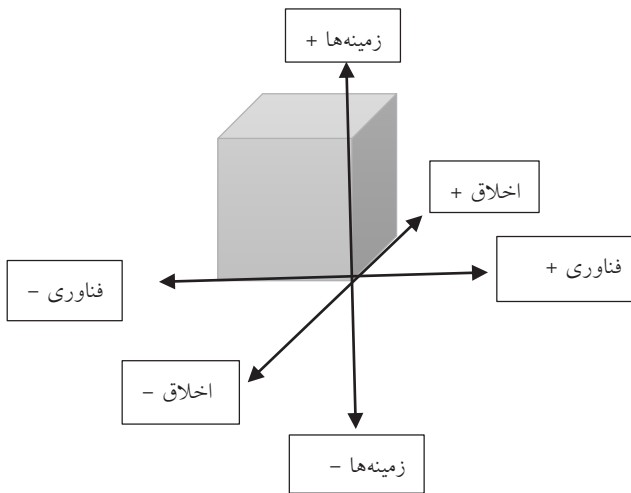 زمینه‌ها +
اخلاق +
فناوری +
فناوری –
اخلاق –
زمینه‌ها –